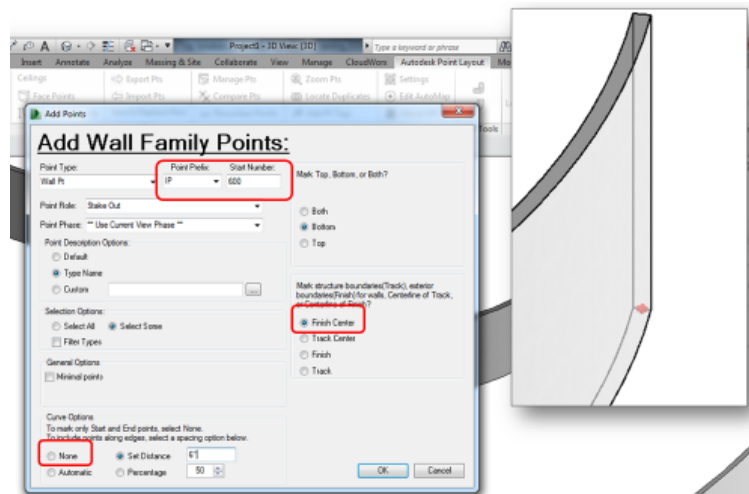 Project1 - 3D View: {3D}
Type a keyword or phrase
Insert Annotate Analyze Massing & Site Collaborate View Manage CloudWorx Autodesk Point Layout
Ceilings Export Pts Manage Pts Zoom Pts Settings
Face Points Import Pts Compare Pts Locate Duplicates Edit AutoMap
Tools
Add Points
Add Wall Family Points:
Point Type: Point Prefix: Start Number:
Wall Pt IP 600
Point Role: Stake Out
Point Phase: ** Use Current View Phase **
Point Description Options:
Default
Type Name
Custom ...
Selection Options:
Select All Select Some
Filter Types
General Options
Minimal points
Curve Options
To mark only Start and End points, select None.
To include points along edges, select a spacing option below.
None Set Distance 6'
Automatic Percentage 50
Mark Top, Bottom, or Both?
Both
Bottom
Top
Mark structure boundaries(Track), exterior
boundaries(Finish) for walls, Centerline of Track,
or Centerline of Finish?
Finish Center
Track Center
Finish
Track
OK Cancel